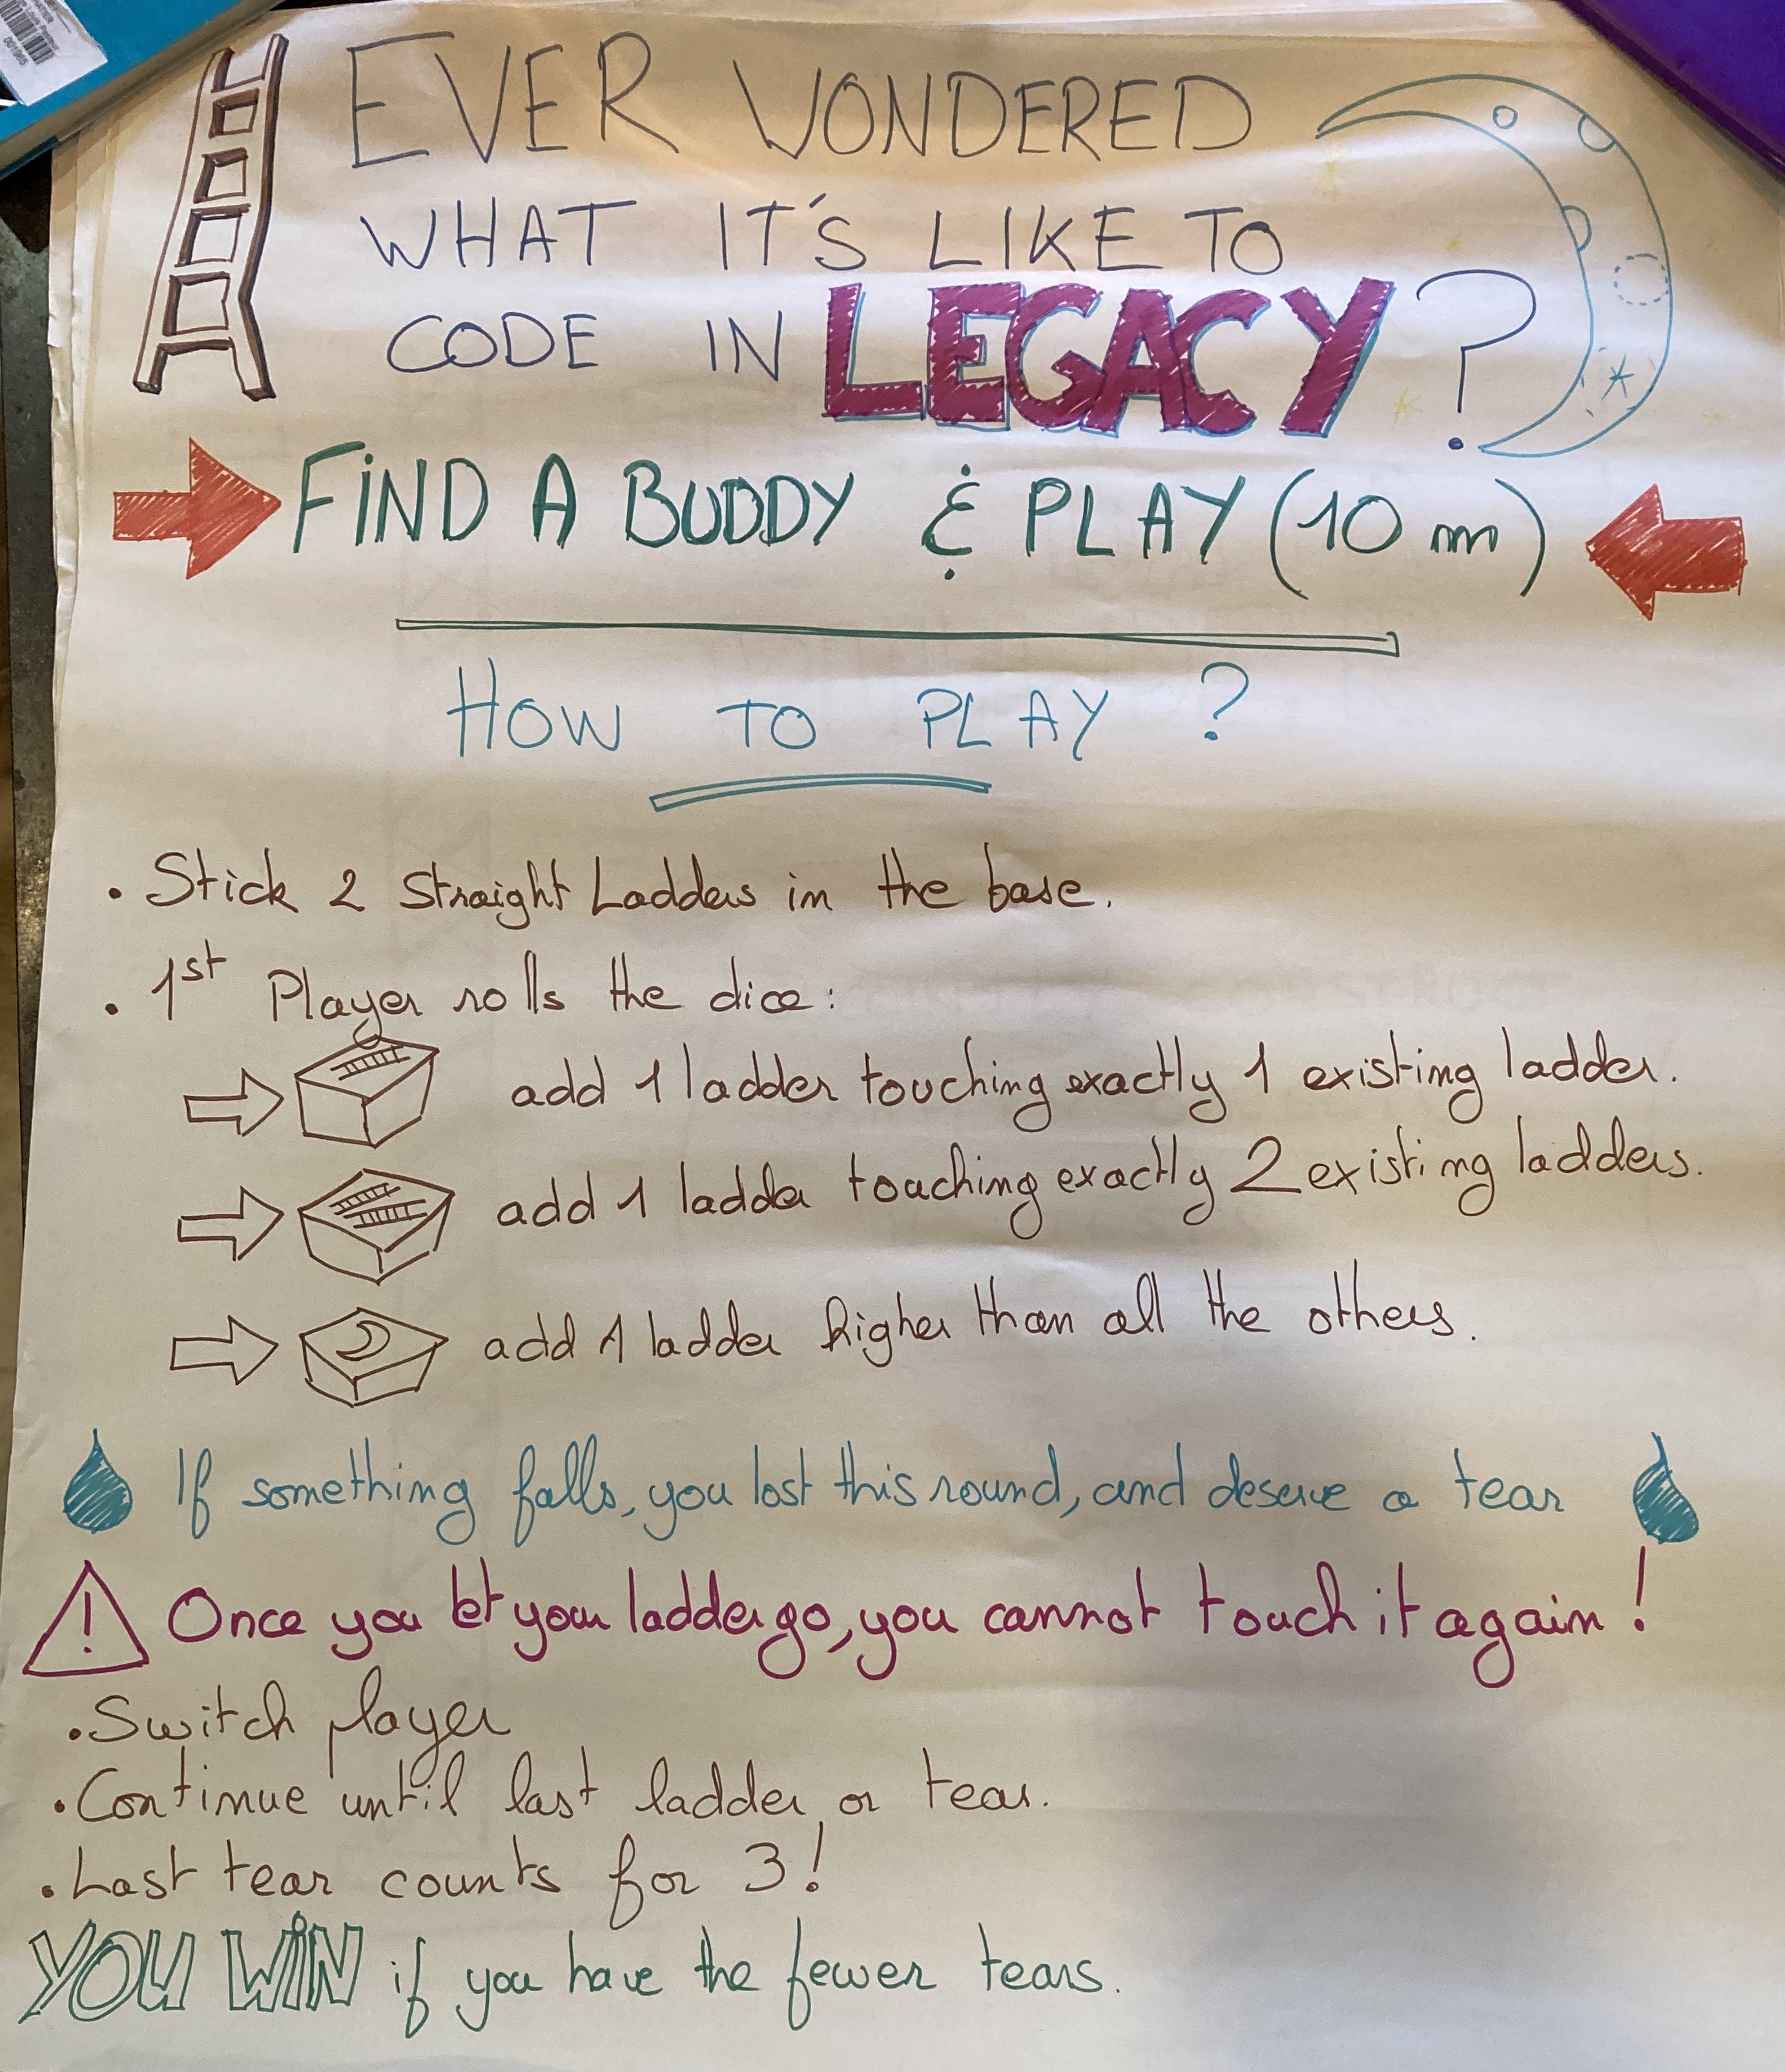 EVER WONDERED
WHAT IT'S LIKE TO
CODE IN LEGACY?
FIND A BUDDY & PLAY (10 m)
HOW TO PLAY ?
• Stick 2 Straight Ladders in the base.
• 1st Player rolls the dice:
⇒ add 1 ladder touching exactly 1 existing ladder.
⇒ add 1 ladder touching exactly 2 existing ladders.
⇒ add 1 ladder higher than all the others.
If something falls, you lost this round, and deserve a tear
! Once you let your ladder go, you cannot touch it again!
• Switch player
• Continue until last ladder or tear.
• Last tear counts for 3!
YOU WIN if you have the fewer tears.